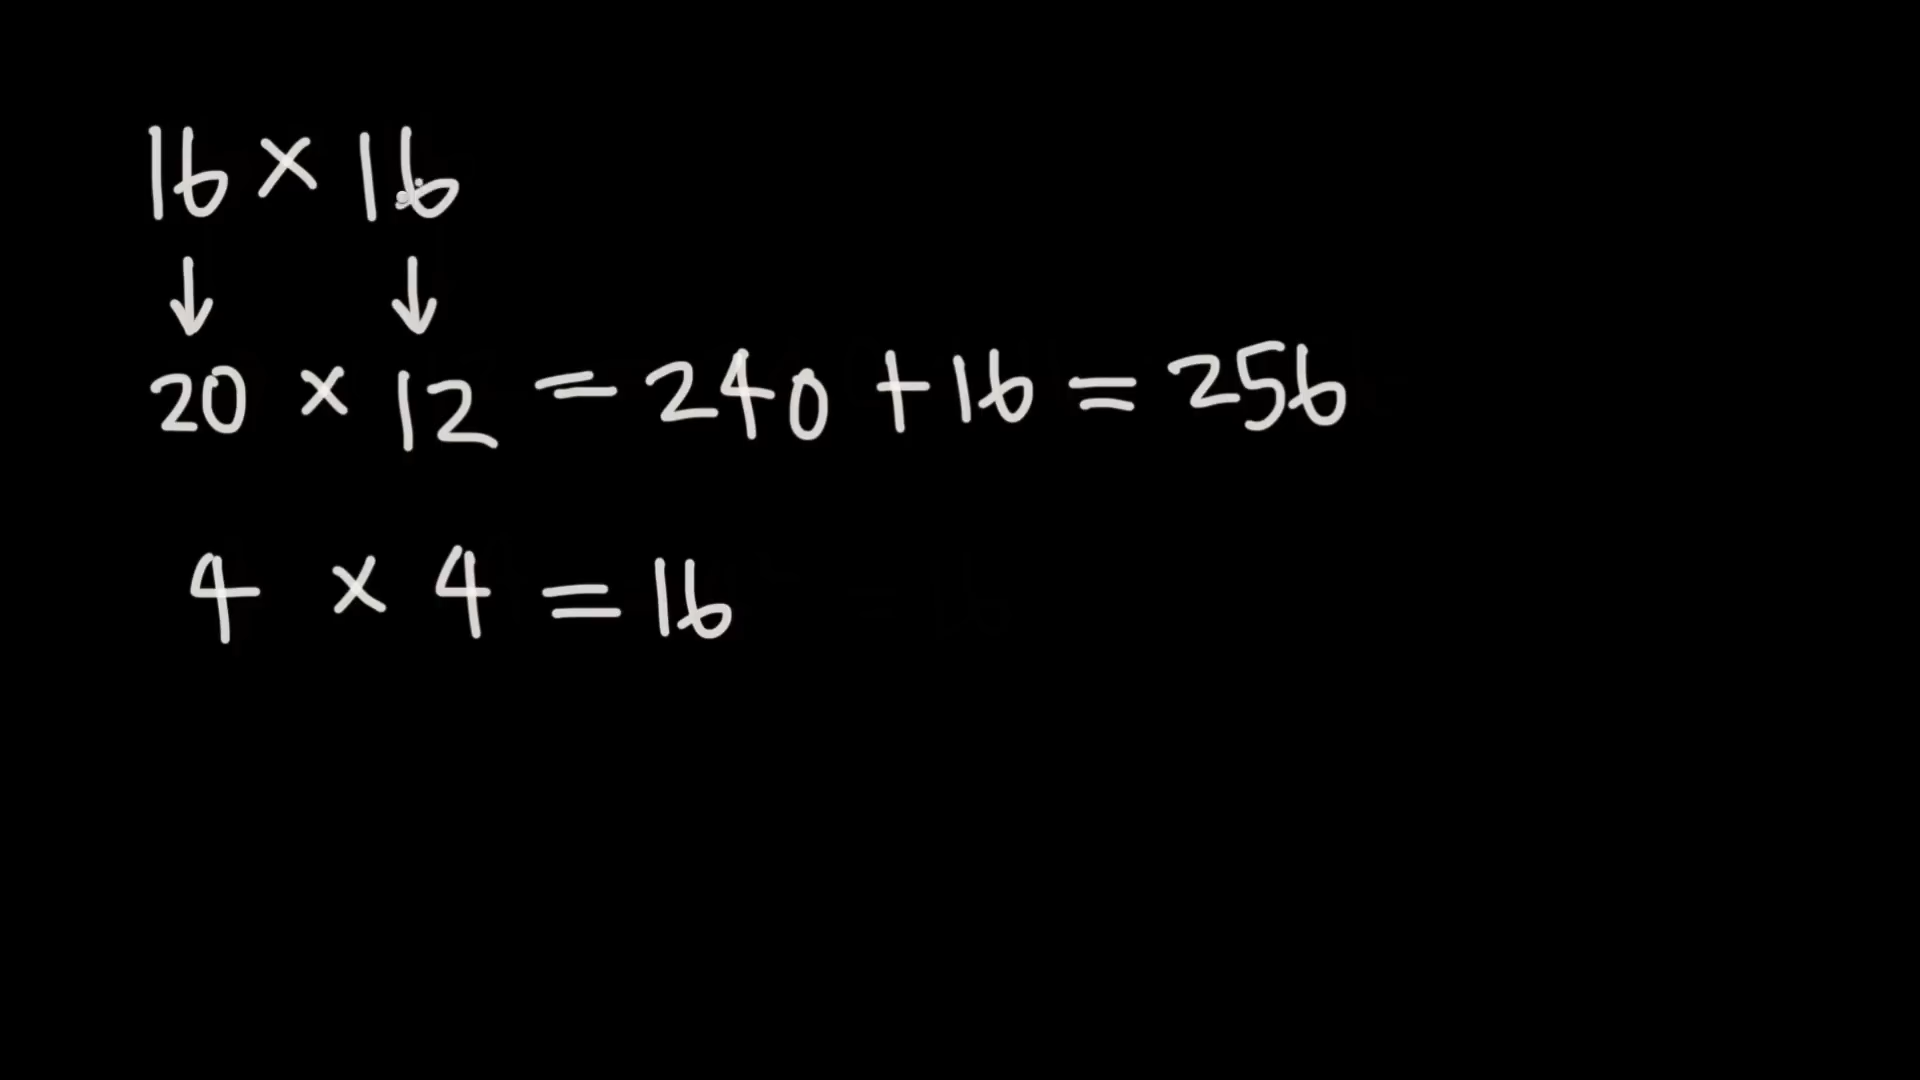 16 × 16
↓ ↓
20 × 12 = 240 + 16 = 256
4 × 4 = 16